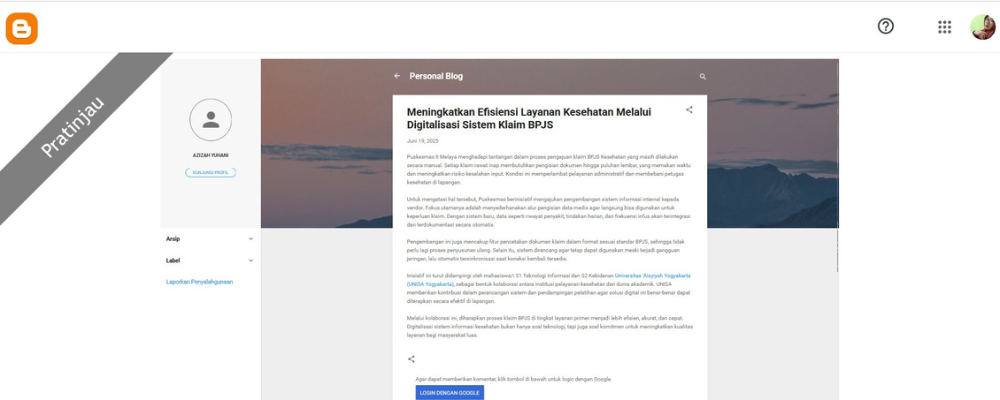 Pratinjau
AZIZAH YUHANI
KUNJUNGI PROFIL
Arsip
Label
Laporkan Penyalahgunaan
Personal Blog
Meningkatkan Efisiensi Layanan Kesehatan Melalui
Digitalisasi Sistem Klaim BPJS
Juni 19, 2025
Puskesmas II Melaya menghadapi tantangan dalam proses pengajuan klaim BPJS Kesehatan yang masih dilakukan
secara manual. Setiap klaim rawat inap membutuhkan pengisian dokumen hingga puluhan lembar, yang memakan waktu
dan meningkatkan risiko kesalahan input. Kondisi ini memperlambat pelayanan administratif dan membebani petugas
kesehatan di lapangan.
Untuk mengatasi hal tersebut, Puskesmas berinisiatif mengajukan pengembangan sistem informasi internal kepada
vendor. Fokus utamanya adalah menyederhanakan alur pengisian data medis agar langsung bisa digunakan untuk
keperluan klaim. Dengan sistem baru, data seperti riwayat penyakit, tindakan harian, dan frekuensi infus akan terintegrasi
dan terdokumentasi secara otomatis.
Pengembangan ini juga mencakup fitur pencetakan dokumen klaim dalam format sesuai standar BPJS, sehingga tidak
perlu lagi proses penyusunan ulang. Selain itu, sistem dirancang agar tetap dapat digunakan meski terjadi gangguan
jaringan, lalu otomatis tersinkronisasi saat koneksi kembali tersedia.
Inisiatif ini turut didampingi oleh mahasiswa/i S1 Teknologi Informasi dan S2 Kebidanan Universitas 'Aisyiyah Yogyakarta
(UNISA Yogyakarta), sebagai bentuk kolaborasi antara institusi pelayanan kesehatan dan dunia akademik. UNISA
memberikan kontribusi dalam perancangan sistem dan pendampingan pelatihan agar solusi digital ini benar-benar dapat
diterapkan secara efektif di lapangan.
Melalui kolaborasi ini, diharapkan proses klaim BPJS di tingkat layanan primer menjadi lebih efisien, akurat, dan cepat.
Digitalisasi sistem informasi kesehatan bukan hanya soal teknologi, tapi juga soal komitmen untuk meningkatkan kualitas
layanan bagi masyarakat luas.
Agar dapat memberikan komentar, klik tombol di bawah untuk login dengan Google.
LOGIN DENGAN GOOGLE